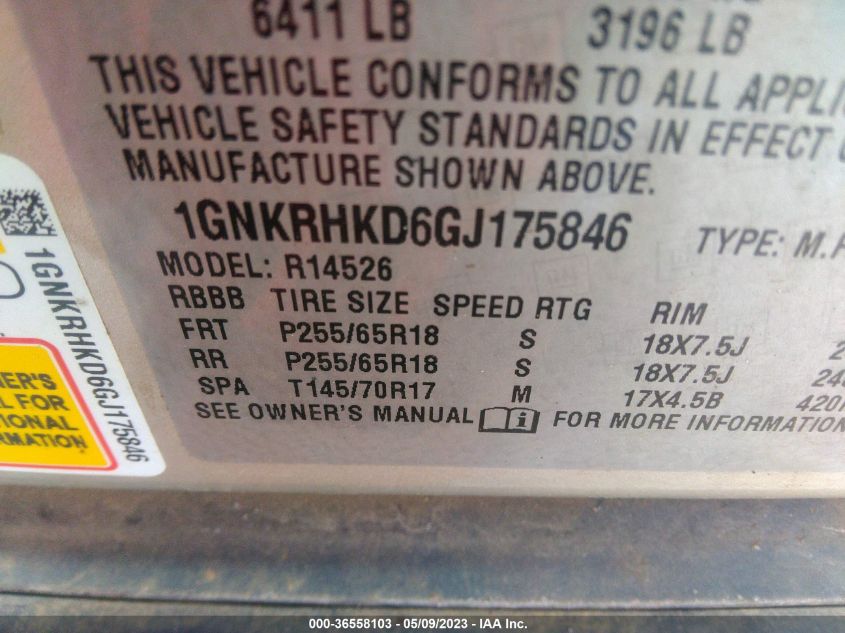 6411 LB 3196 LB
THIS VEHICLE CONFORMS TO ALL
VEHICLE SAFETY STANDARDS IN EFFECT
MANUFACTURE SHOWN ABOVE.
1GNKRHKD6GJ175846 TYPE:
MODEL: R14526
RBBB TIRE SIZE SPEED RTG RIM
FRT P255/65R18 S 18X7.5J
RR P255/65R18 S 18X7.5J
SPA T145/70R17 M 17X4.5B
SEE OWNER'S MANUAL i FOR MORE INFORMATION
1GNKRHKD6GJ175846
FOR
000-36558103 - 05/09/2023 - IAA Inc.